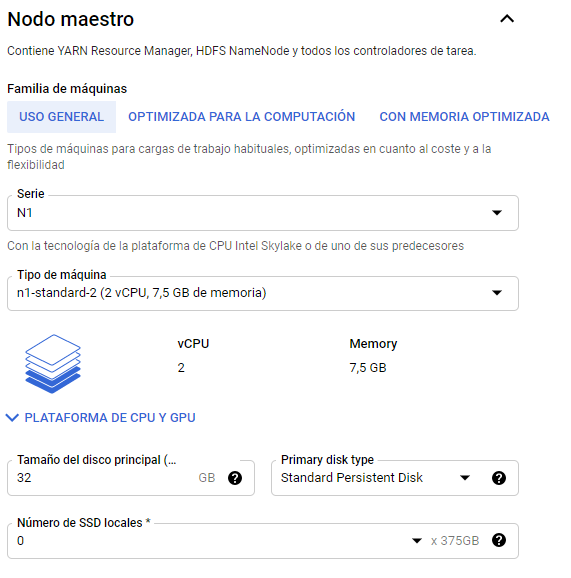 Nodo maestro
Contiene YARN Resource Manager, HDFS NameNode y todos los controladores de tarea.
Familia de máquinas
USO GENERAL OPTIMIZADA PARA LA COMPUTACIÓN CON MEMORIA OPTIMIZADA
Tipos de máquinas para cargas de trabajo habituales, optimizadas en cuanto al coste y a la
flexibilidad
Serie
N1
Con la tecnología de la plataforma de CPU Intel Skylake o de uno de sus predecesores
Tipo de máquina
n1-standard-2 (2 vCPU, 7,5 GB de memoria)
vCPU Memory
2 7,5 GB
PLATAFORMA DE CPU Y GPU
Tamaño del disco principal (... Primary disk type
32 GB ? Standard Persistent Disk ?
Número de SSD locales *
0 x 375GB ?